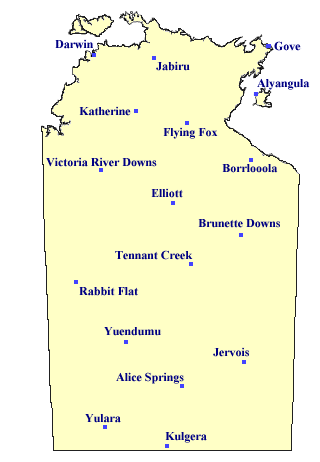 Darwin
Gove
Jabiru
Alyangula
Katherine
Flying Fox
Victoria River Downs
Borrlooola
Elliott
Brunette Downs
Tennant Creek
Rabbit Flat
Yuendumu
Jervois
Alice Springs
Yulara
Kulgera